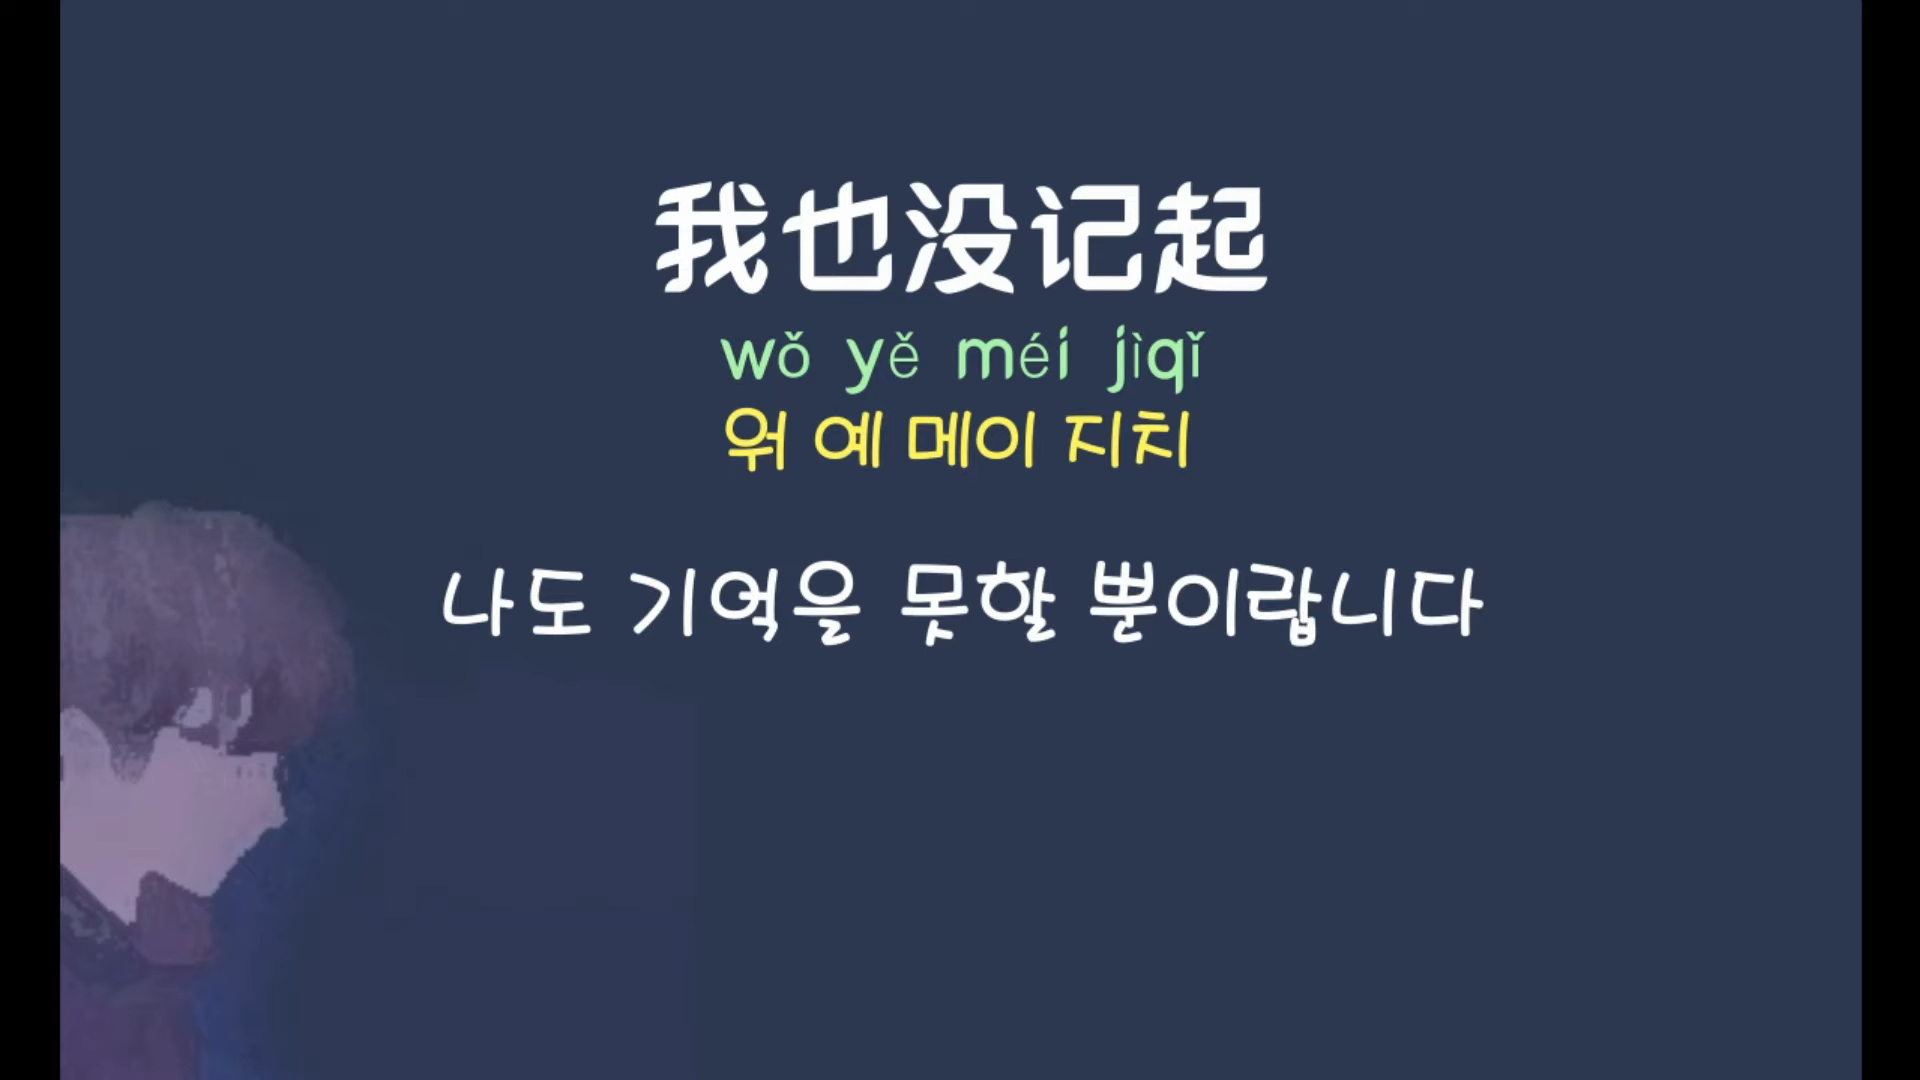 我也没记起
wǒ yě méi jìqǐ
워 예 메이 지치
나도 기억을 못할 뿐이랍니다